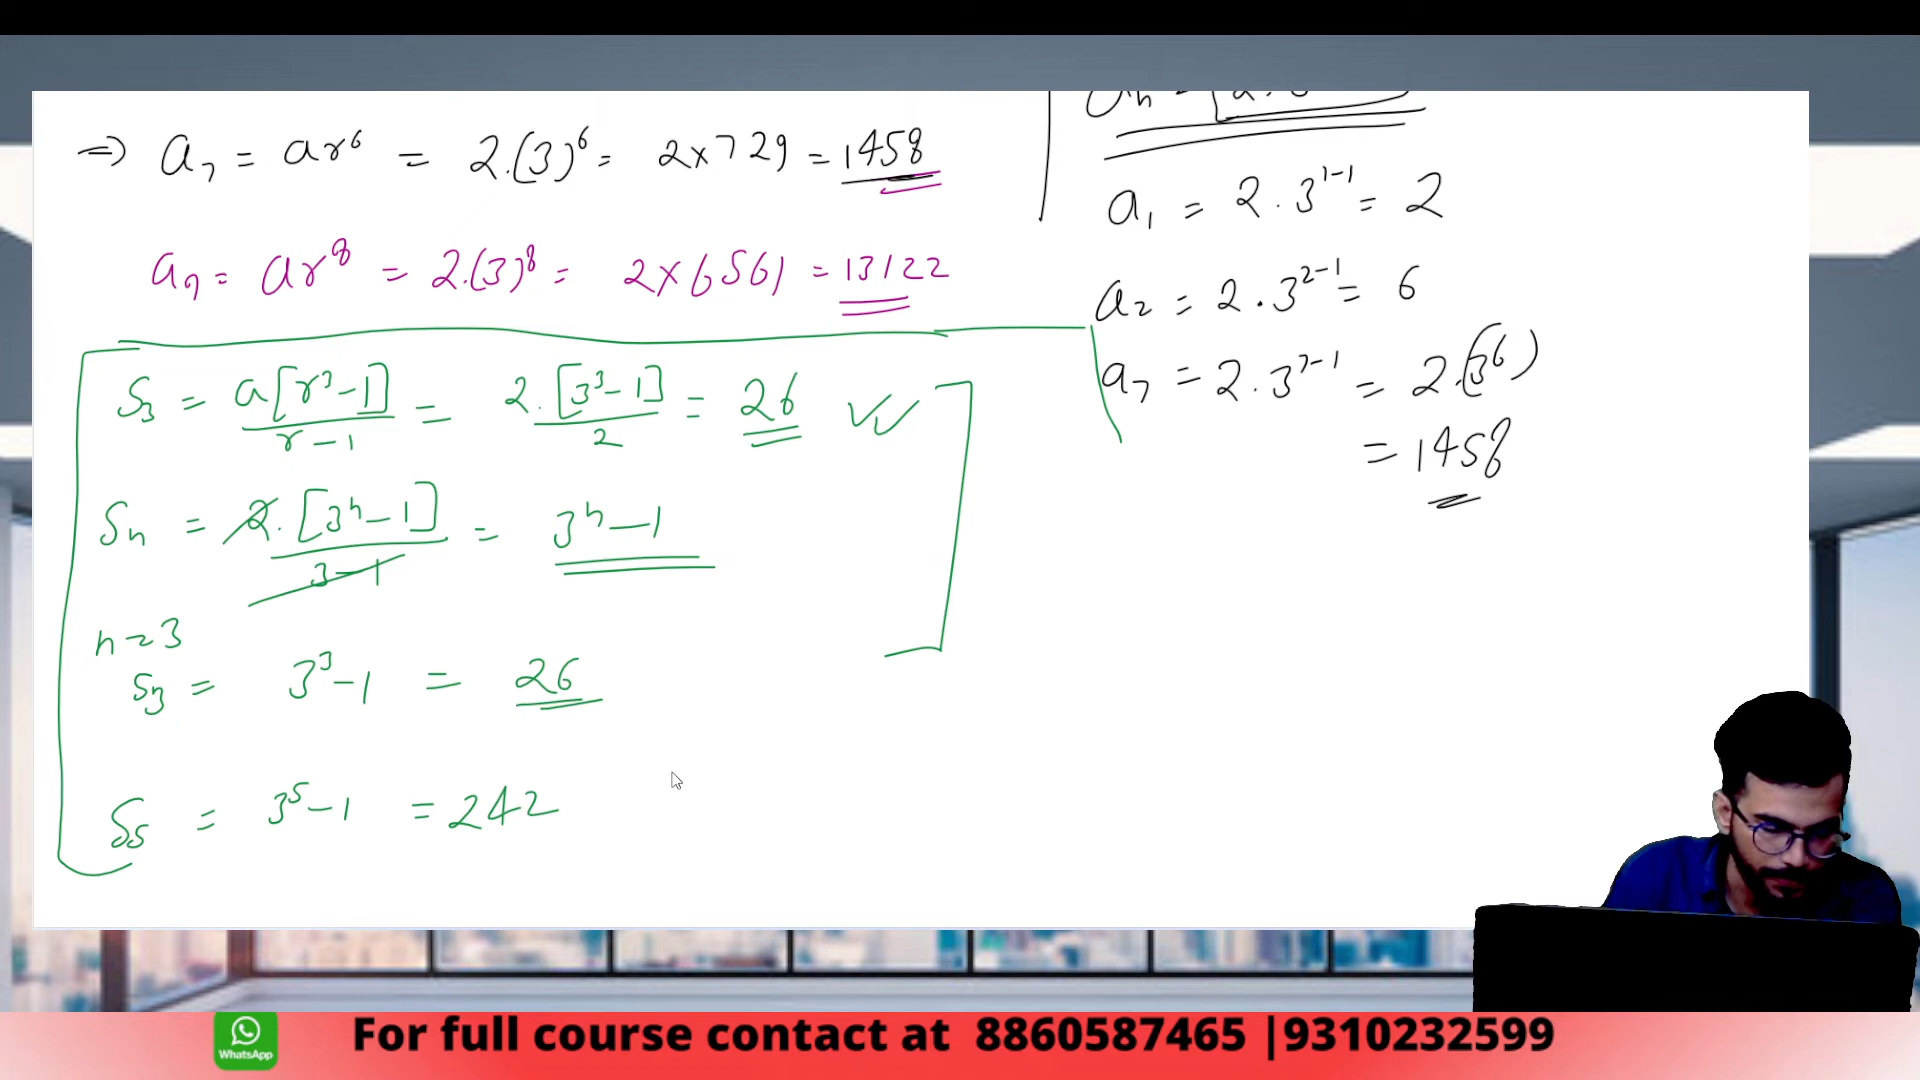 ⇒ a₇ = ar⁶ = 2.(3)⁶ = 2×729 = 1458
a₉ = ar⁸ = 2.(3)⁸ = 2×6561 = 13122
S₃ = a[r³-1]/r-1 = 2.[3³-1]/2 = 26
Sn = 2.[3ⁿ-1]/3-1 = 3ⁿ-1
n=3
S₃ = 3³-1 = 26
S₅ = 3⁵-1 = 242
a₁ = 2.3¹⁻¹ = 2
a₂ = 2.3²⁻¹ = 6
a₇ = 2.3⁷⁻¹ = 2.(3⁶)
= 1458
WhatsApp
For full course contact at 8860587465 |9310232599